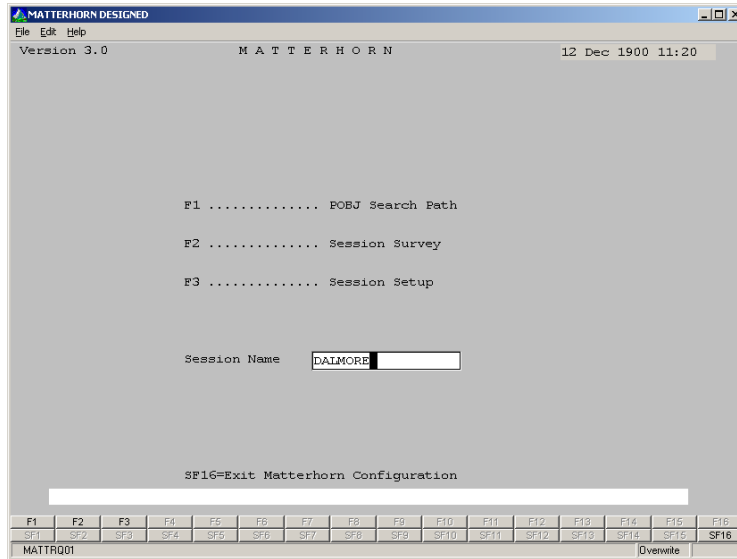 MATTERHORN DESIGNED
File Edit Help
Version 3.0 M A T T E R H O R N 12 Dec 1900 11:20
F1 .............. POBJ Search Path
F2 .............. Session Survey
F3 .............. Session Setup
Session Name DALMORE
SF16=Exit Matterhorn Configuration
F1 F2 F3 F4 F5 F6 F7 F8 F9 F10 F11 F12 F13 F14 F15 F16
SF1 SF2 SF3 SF4 SF5 SF6 SF7 SF8 SF9 SF10 SF11 SF12 SF13 SF14 SF15 SF16
MATTRQ01 Overwrite